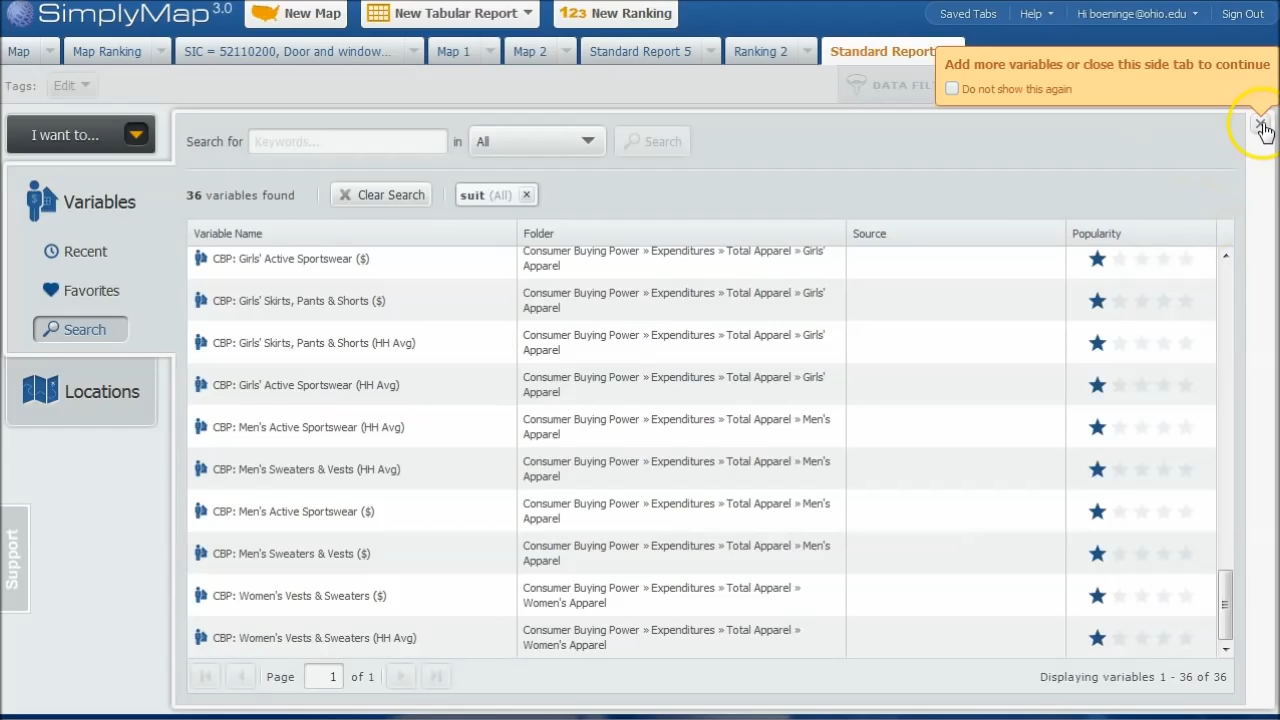 SimplyMap 3.0
New Map
New Tabular Report
123 New Ranking
Saved Tabs
Help
Hi boeninge@ohio.edu
Sign Out
Map
Map Ranking
SIC = 52110200, Door and window...
Map 1
Map 2
Standard Report 5
Ranking 2
Standard Report
Add more variables or close this side tab to continue
Do not show this again
Tags:
Edit
DATA FILT
I want to...
Search for
Keywords...
in
All
Search
Variables
36 variables found
Clear Search
suit (All)
Recent
Favorites
Search
Locations
Support
Variable Name
Folder
Source
Popularity
CBP: Girls' Active Sportswear ($)
Consumer Buying Power » Expenditures » Total Apparel » Girls'
Apparel
CBP: Girls' Skirts, Pants & Shorts ($)
Consumer Buying Power » Expenditures » Total Apparel » Girls'
Apparel
CBP: Girls' Skirts, Pants & Shorts (HH Avg)
Consumer Buying Power » Expenditures » Total Apparel » Girls'
Apparel
CBP: Girls' Active Sportswear (HH Avg)
Consumer Buying Power » Expenditures » Total Apparel » Girls'
Apparel
CBP: Men's Active Sportswear (HH Avg)
Consumer Buying Power » Expenditures » Total Apparel » Men's
Apparel
CBP: Men's Sweaters & Vests (HH Avg)
Consumer Buying Power » Expenditures » Total Apparel » Men's
Apparel
CBP: Men's Active Sportswear ($)
Consumer Buying Power » Expenditures » Total Apparel » Men's
Apparel
CBP: Men's Sweaters & Vests ($)
Consumer Buying Power » Expenditures » Total Apparel » Men's
Apparel
CBP: Women's Vests & Sweaters ($)
Consumer Buying Power » Expenditures » Total Apparel »
Women's Apparel
CBP: Women's Vests & Sweaters (HH Avg)
Consumer Buying Power » Expenditures » Total Apparel »
Women's Apparel
Page
1
of 1
Displaying variables 1 - 36 of 36